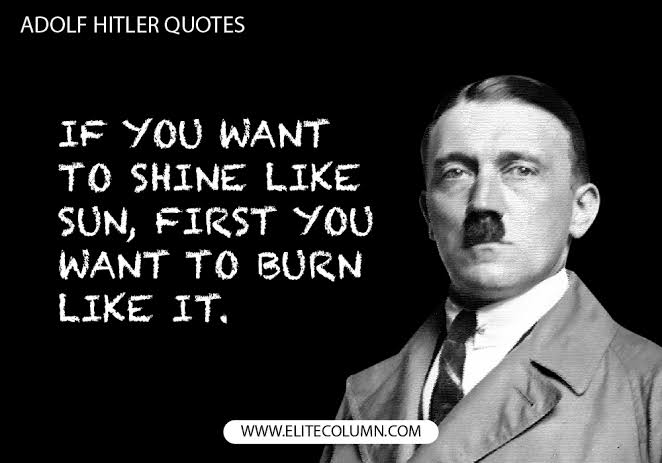 ADOLF HITLER QUOTES
IF YOU WANT
TO SHINE LIKE
SUN, FIRST YOU
WANT TO BURN
LIKE IT.
WWW.ELITECOLUMN.COM